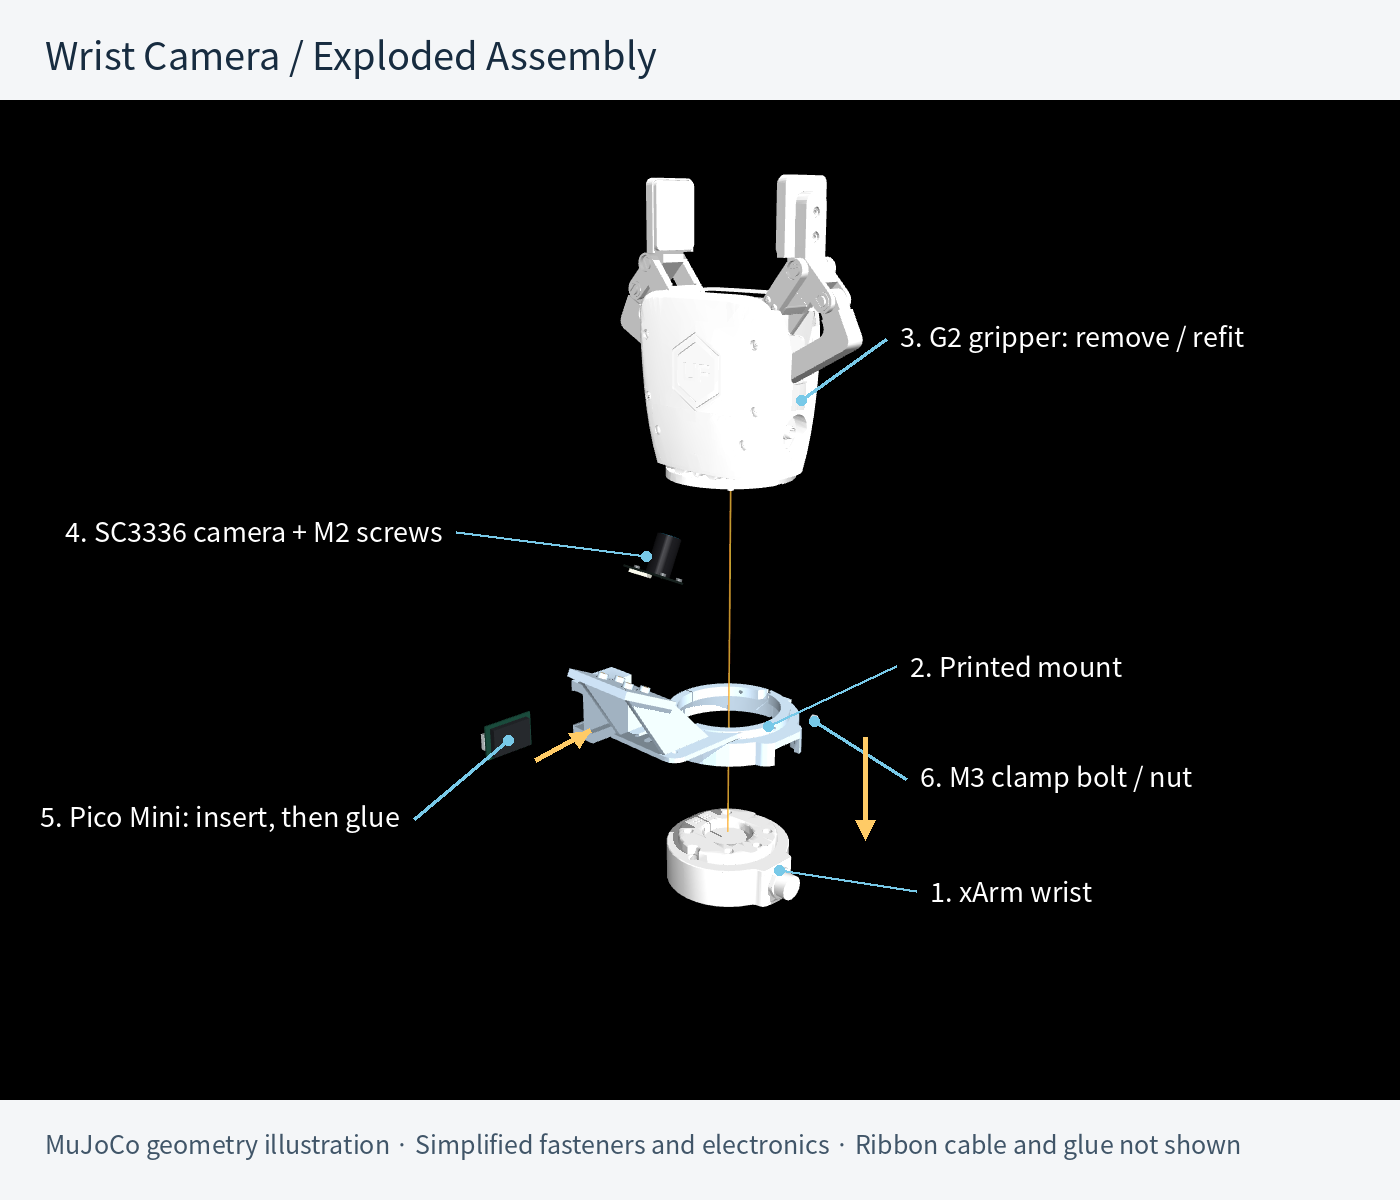 Wrist Camera / Exploded Assembly
3. G2 gripper: remove / refit
4. SC3336 camera + M2 screws
2. Printed mount
6. M3 clamp bolt / nut
5. Pico Mini: insert, then glue
1. xArm wrist
MuJoCo geometry illustration · Simplified fasteners and electronics · Ribbon cable and glue not shown